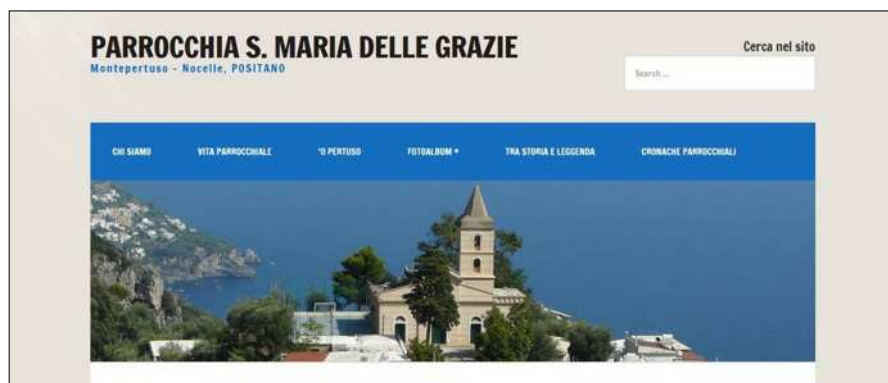 PARROCCHIA S. MARIA DELLE GRAZIE
Montepertuso - Nocelle, POSITANO
Cerca nel sito
Search ...
CHI SIAMO
VITA PARROCCHIALE
'O PERTUSO
FOTOALBUM
TRA STORIA E LEGGENDA
CRONACHE PARROCCHIALI